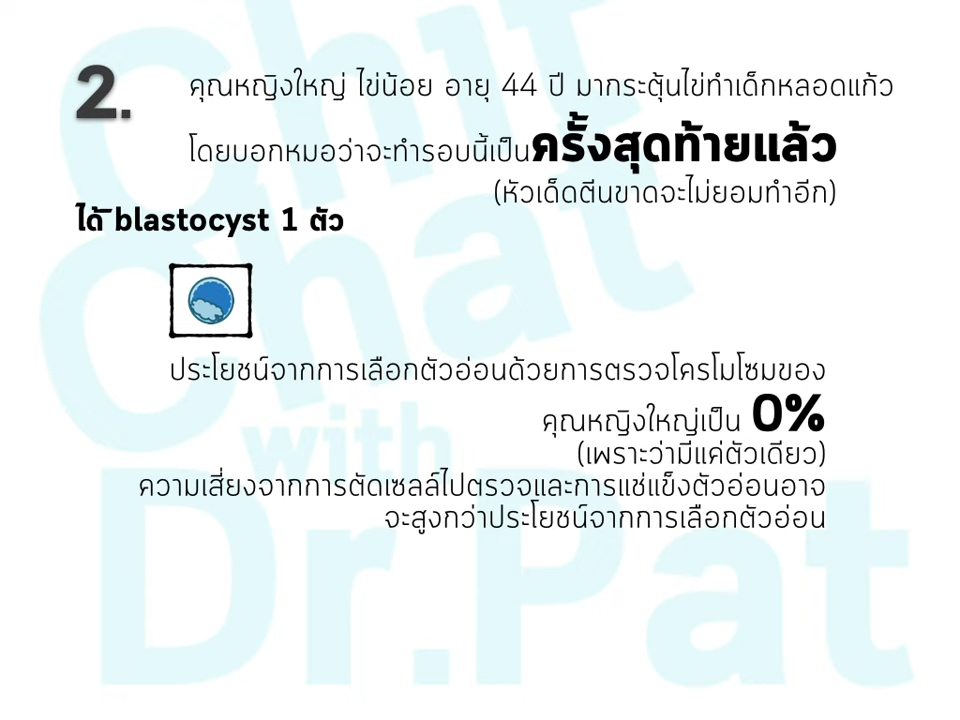 2.
คุณหญิงใหญ่ ไข่น้อย อายุ 44 ปี มากระตุ้นไข่ทำเด็กหลอดแก้ว
โดยบอกหมอว่าจะทำรอบนี้เป็นครั้งสุดท้ายแล้ว
(หัวเด็ดตีนขาดจะไม่ยอมทำอีก)
ได้ blastocyst 1 ตัว
ประโยชน์จากการเลือกตัวอ่อนด้วยการตรวจโครโมโซมของ
คุณหญิงใหญ่เป็น 0%
(เพราะว่ามีแค่ตัวเดียว)
ความเสี่ยงจากการตัดเซลล์ไปตรวจและการแช่แข็งตัวอ่อนอาจ
จะสูงกว่าประโยชน์จากการเลือกตัวอ่อน
Chit
Chat
with
Dr.Pat